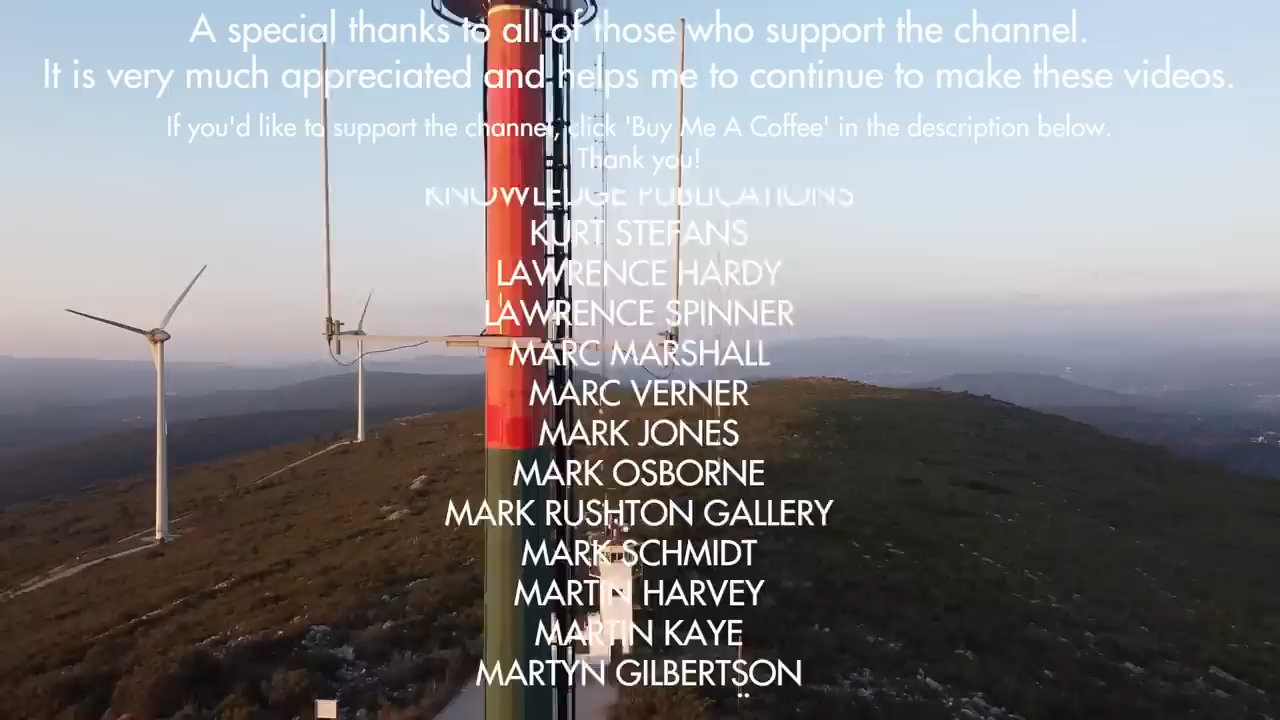 A special thanks to all of those who support the channel.
It is very much appreciated and helps me to continue to make these videos.
If you'd like to support the channel, click 'Buy Me A Coffee' in the description below.
Thank you!
KNOWLEDGE PUBLICATIONS
KURT STEFANS
LAWRENCE HARDY
LAWRENCE SPINNER
MARC MARSHALL
MARC VERNER
MARK JONES
MARK OSBORNE
MARK RUSHTON GALLERY
MARK SCHMIDT
MARTIN HARVEY
MARTIN KAYE
MARTYN GILBERTSON